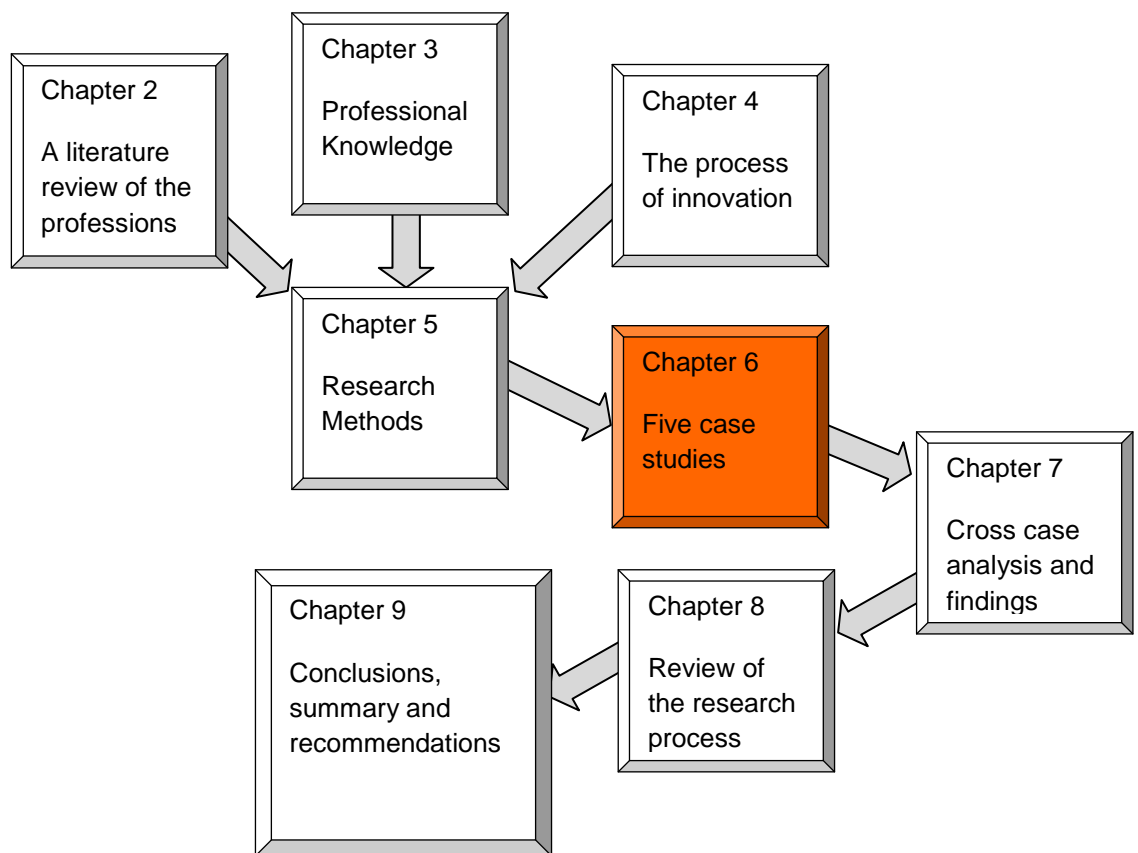 Chapter 2
A literature
review of the
professions
Chapter 3
Professional
Knowledge
Chapter 4
The process
of innovation
Chapter 5
Research
Methods
Chapter 6
Five case
studies
Chapter 7
Cross case
analysis and
findings
Chapter 8
Review of
the research
process
Chapter 9
Conclusions,
summary and
recommendations